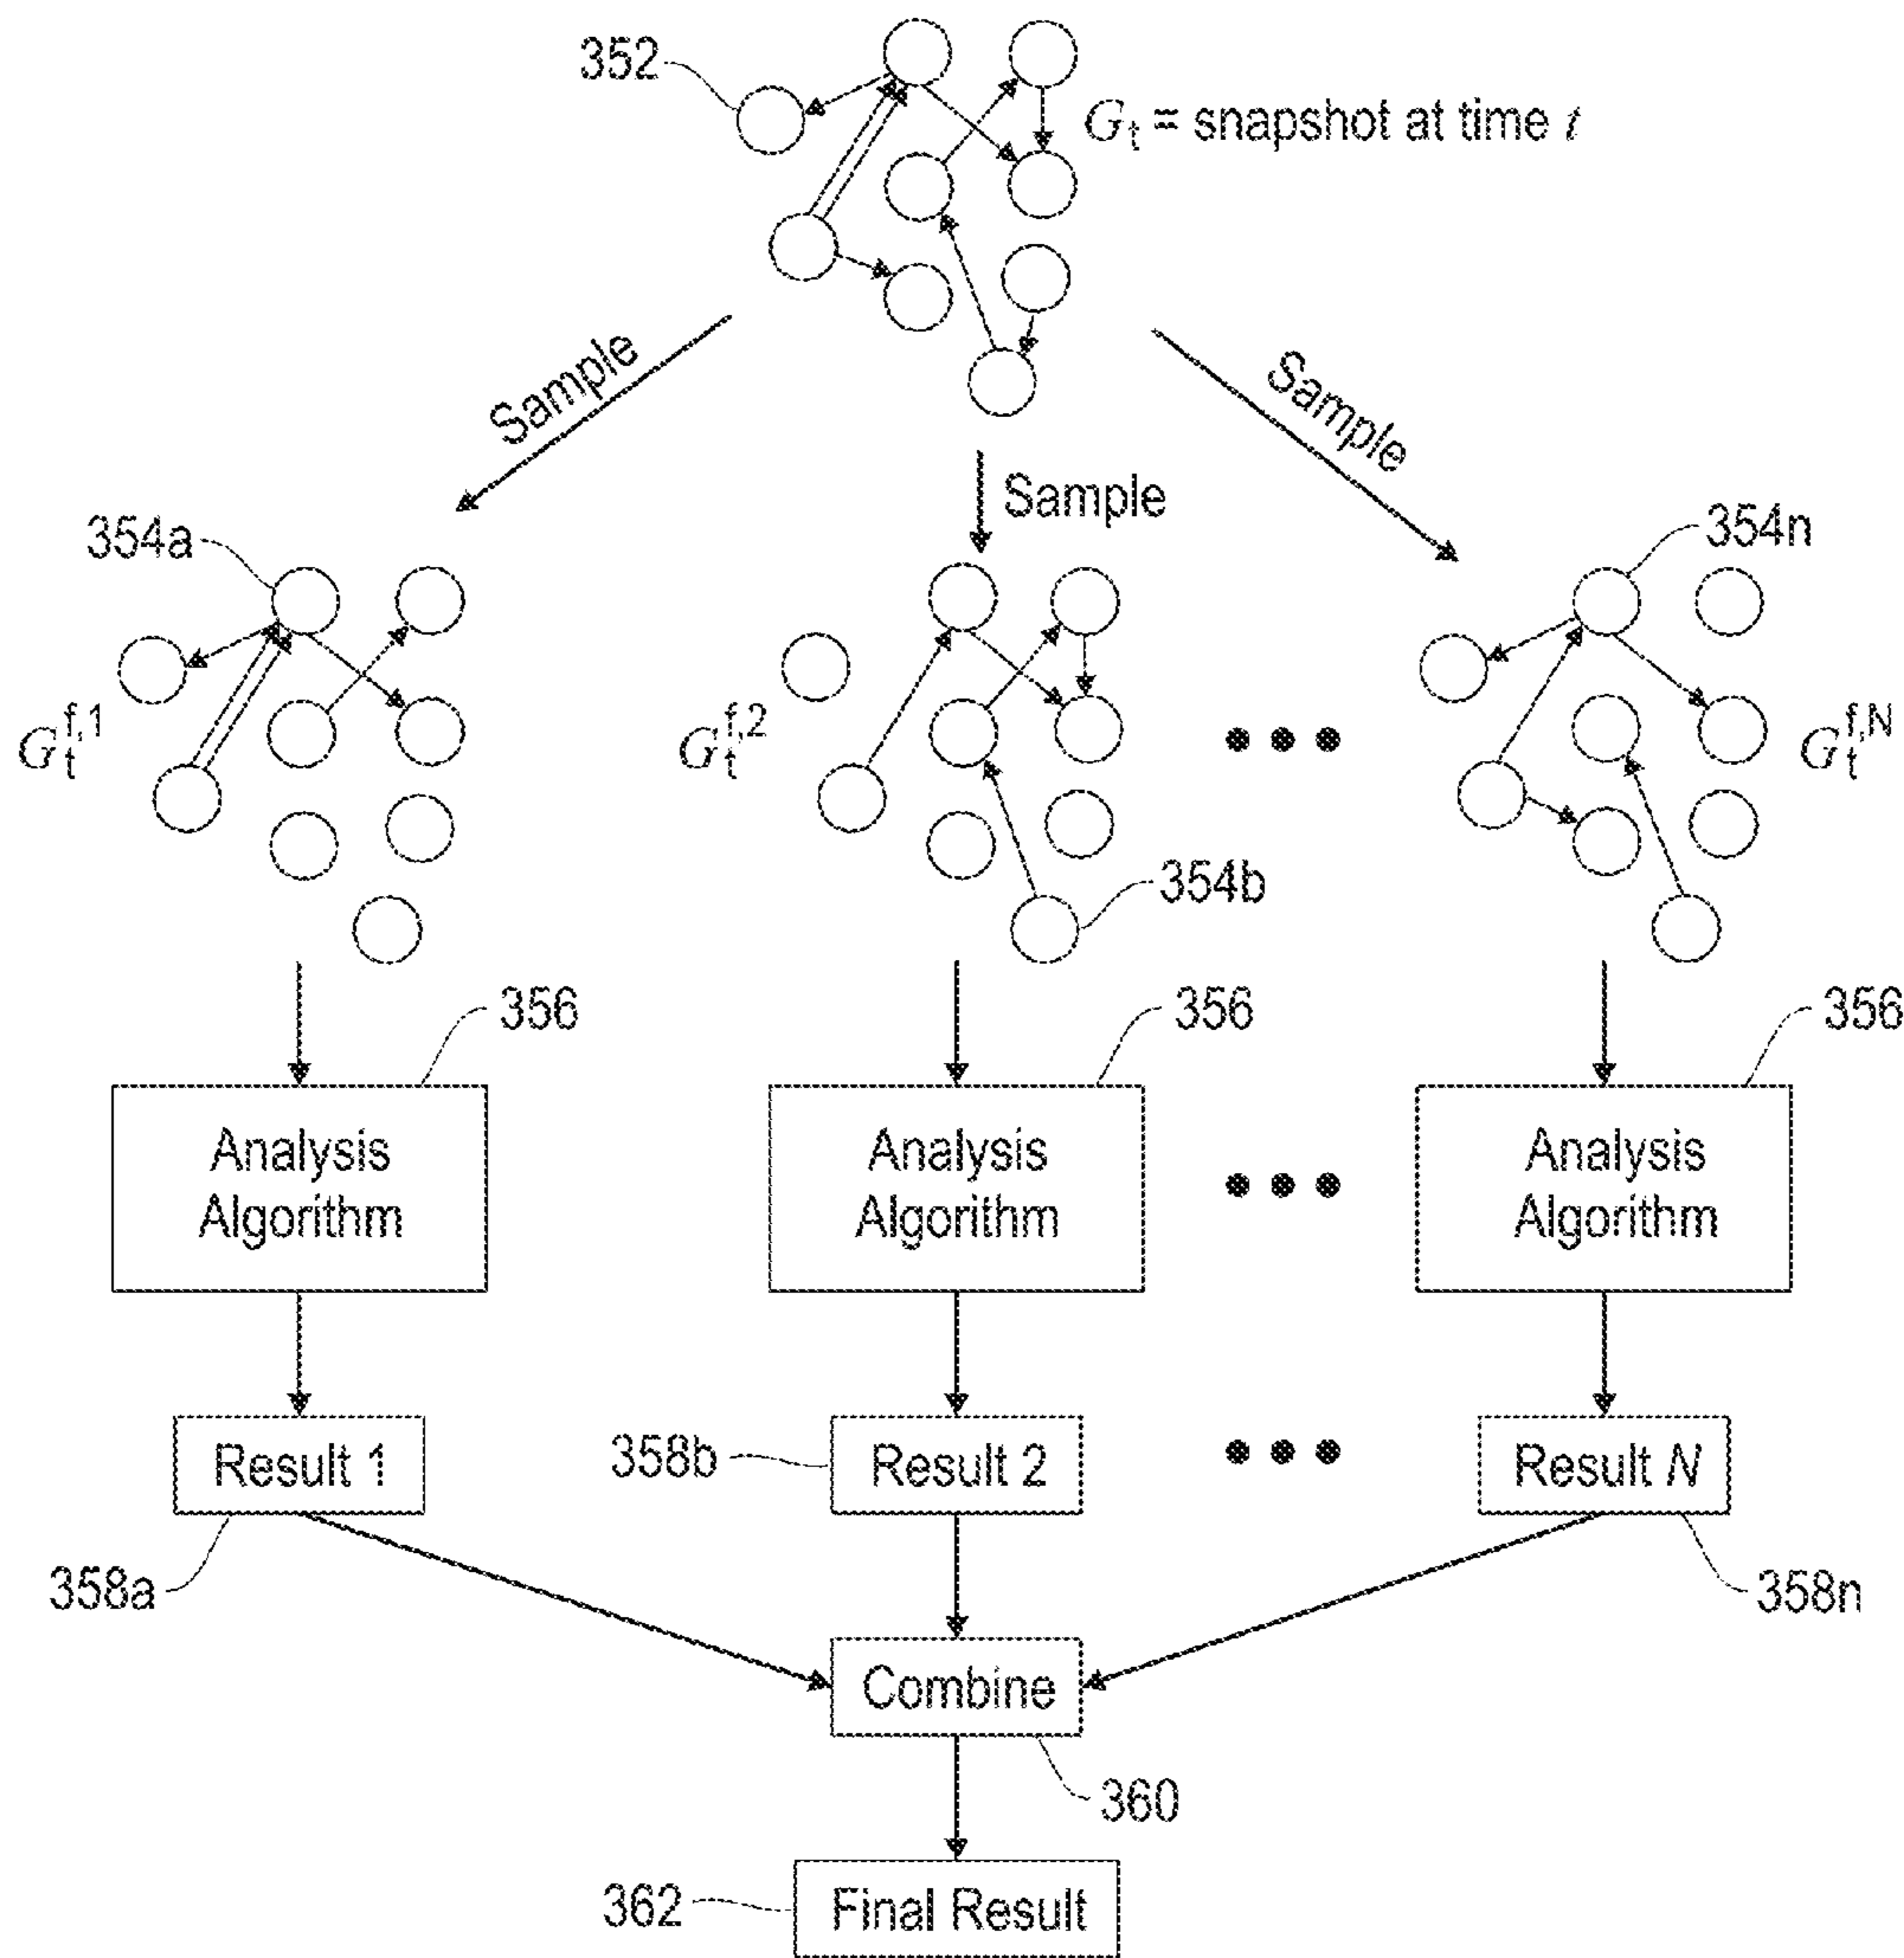 352
G_t = snapshot at time t
Sample
Sample
Sample
354a
354n
G_t^{f,1}
G_t^{f,2}
G_t^{f,N}
354b
356
356
356
Analysis
Algorithm
Analysis
Algorithm
Analysis
Algorithm
Result 1
358b
Result 2
Result N
358a
358n
Combine
360
362
Final Result